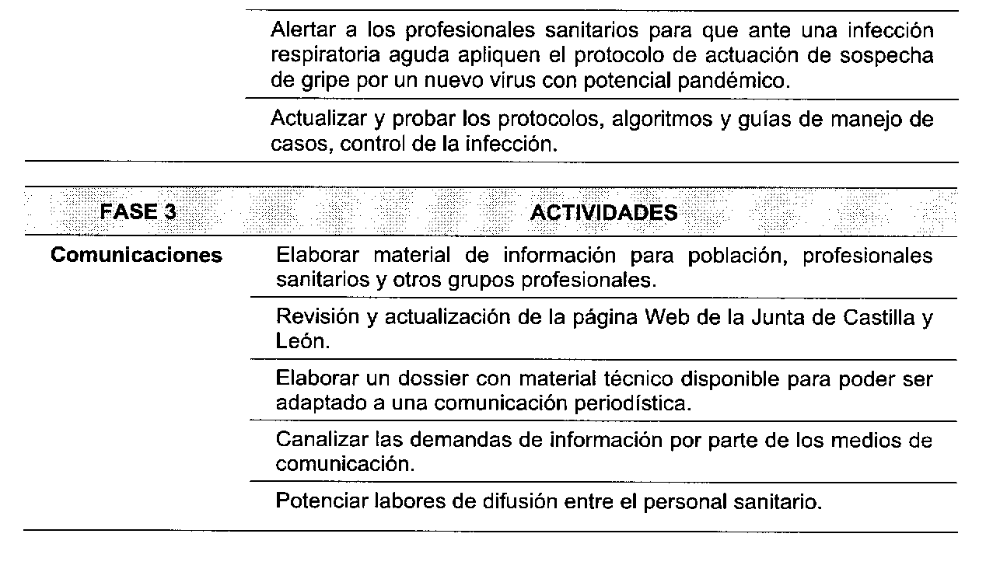 Alertar a los profesionales sanitarios para que ante una infección
respiratoria aguda apliquen el protocolo de actuación de sospecha
de gripe por un nuevo virus con potencial pandémico.
Actualizar y probar los protocolos, algoritmos y guías de manejo de
casos, control de la infección.
FASE 3 ACTIVIDADES
Comunicaciones Elaborar material de información para población, profesionales
sanitarios y otros grupos profesionales.
Revisión y actualización de la página Web de la Junta de Castilla y
León.
Elaborar un dossier con material técnico disponible para poder ser
adaptado a una comunicación periodística.
Canalizar las demandas de información por parte de los medios de
comunicación.
Potenciar labores de difusión entre el personal sanitario.